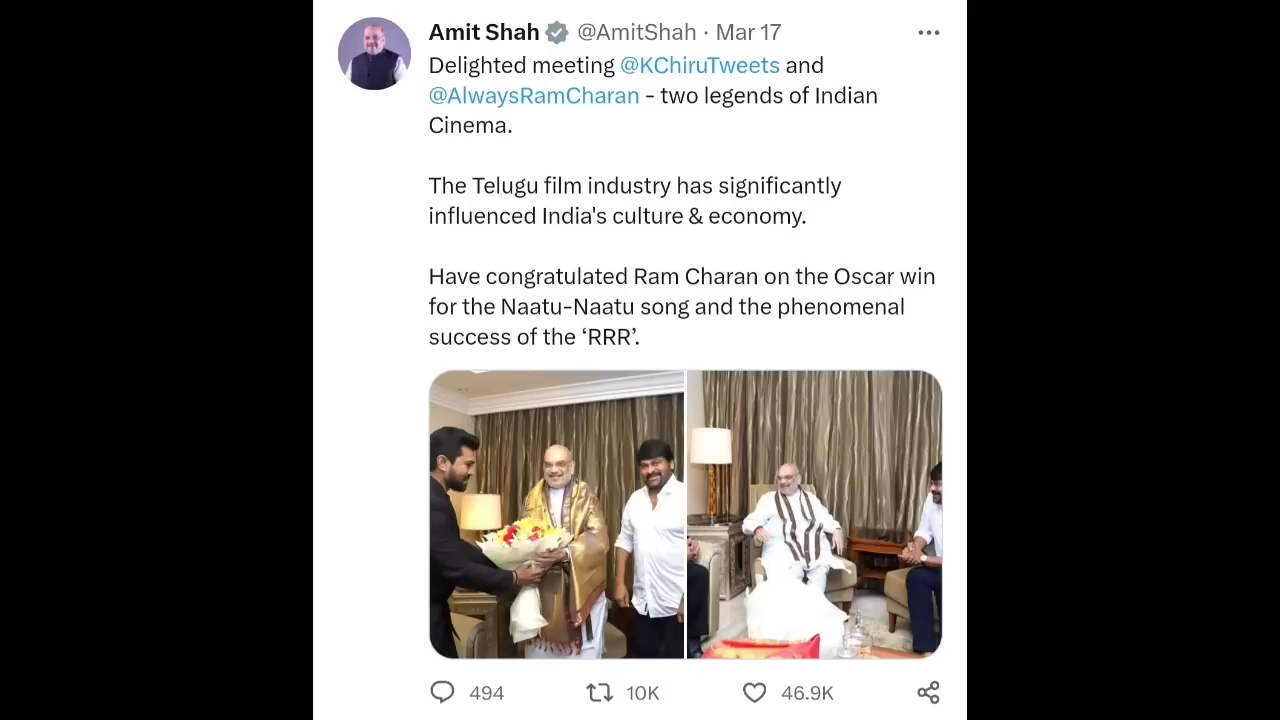 Amit Shah @AmitShah · Mar 17
Delighted meeting @KChiruTweets and
@AlwaysRamCharan - two legends of Indian
Cinema.
The Telugu film industry has significantly
influenced India's culture & economy.
Have congratulated Ram Charan on the Oscar win
for the Naatu-Naatu song and the phenomenal
success of the ‘RRR’.
494 10K 46.9K